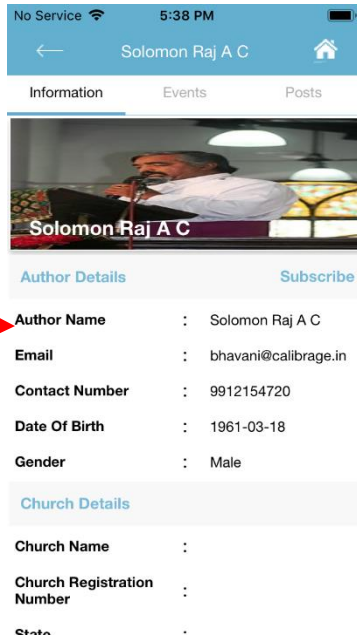 No Service 5:38 PM
Solomon Raj A C
Information Events Posts
Solomon Raj A C
Author Details Subscribe
Author Name : Solomon Raj A C
Email : bhavani@calibrage.in
Contact Number : 9912154720
Date Of Birth : 1961-03-18
Gender : Male
Church Details
Church Name :
Church Registration
Number :
State :